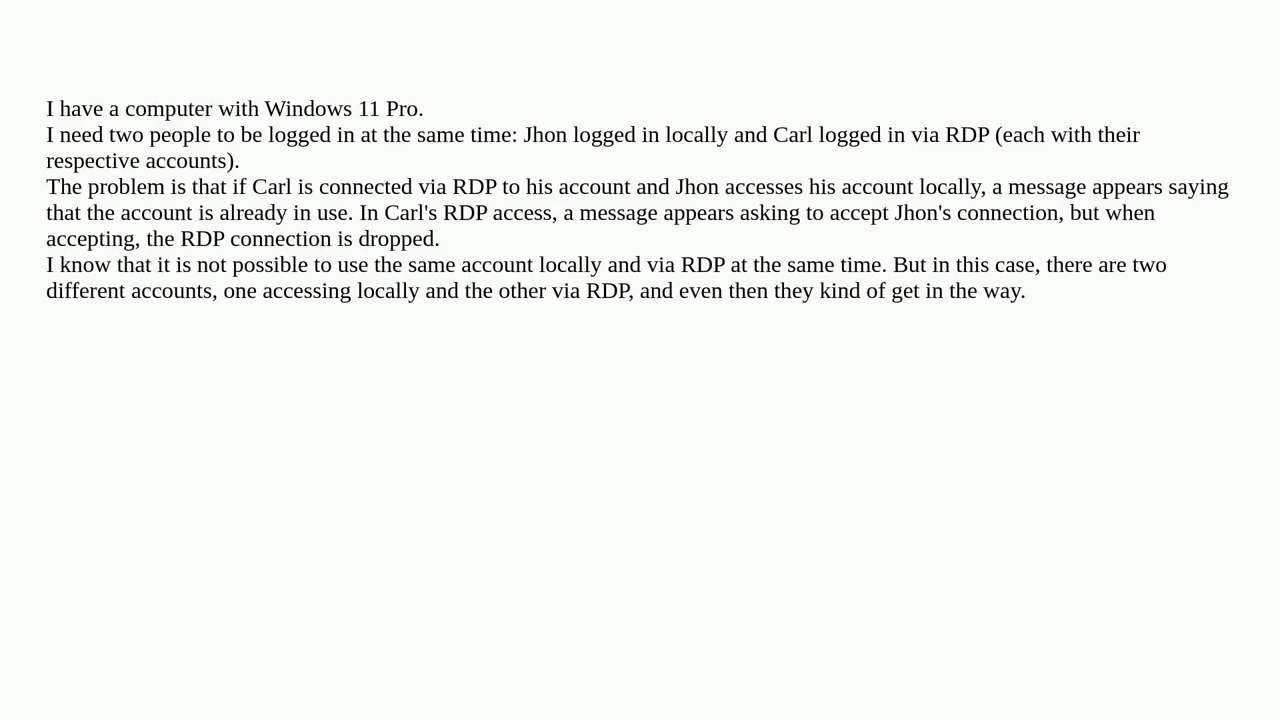 I have a computer with Windows 11 Pro.
I need two people to be logged in at the same time: Jhon logged in locally and Carl logged in via RDP (each with their
respective accounts).
The problem is that if Carl is connected via RDP to his account and Jhon accesses his account locally, a message appears saying
that the account is already in use. In Carl's RDP access, a message appears asking to accept Jhon's connection, but when
accepting, the RDP connection is dropped.
I know that it is not possible to use the same account locally and via RDP at the same time. But in this case, there are two
different accounts, one accessing locally and the other via RDP, and even then they kind of get in the way.